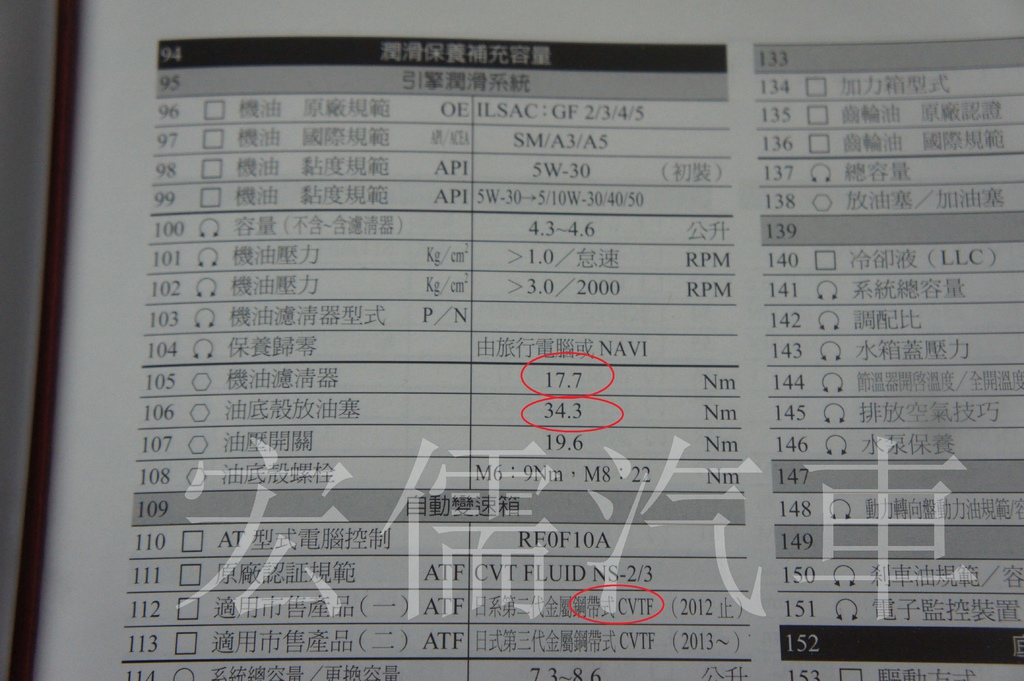 94 潤滑保養補充容量
95 引擎潤滑系統
96 □ 機油 原廠規範 OE ILSAC：GF 2/3/4/5
97 □ 機油 國際規範 API/ACEA SM/A3/A5
98 □ 機油 黏度規範 API 5W-30 （初裝）
99 □ 機油 黏度規範 API 5W-30→5/10W-30/40/50
100 容量（不含~含濾清器） 4.3~4.6 公升
101 機油壓力 Kg/cm² ＞1.0／怠速 RPM
102 機油壓力 Kg/cm² ＞3.0／2000 RPM
103 機油濾清器型式 P／N
104 保養歸零 由旅行電腦或 NAVI
105 機油濾清器 17.7 Nm
106 油底殼放油塞 34.3 Nm
107 油壓開關 19.6 Nm
108 油底殼螺栓 M6：9Nm，M8：22 Nm
109 自動變速箱
110 □ AT 型式電腦控制 RE0F10A
111 □ 原廠認証規範 ATF CVT FLUID NS-2/3
112 □ 適用市售產品（一） ATF 日系第二代金屬鋼帶式 CVTF （2012 止）
113 □ 適用市售產品（二） ATF 日式第三代金屬鋼帶式 CVTF （2013～）
114 系統總容量／更換容量 7.3~8.6 公升
133
134 □ 加力箱型式
135 □ 齒輪油 原廠認證
136 □ 齒輪油 國際規範
137 總容量
138 放油塞／加油塞
139
140 □ 冷卻液（LLC）
141 系統總容量
142 調配比
143 水箱蓋壓力
144 節溫器開啓溫度／全開溫
145 排放空氣技巧
146 水泵保養
147
148 動力轉向盤動力油規範/容
149
150 剎車油規範／容
151 電子監控裝置
152
153 □ 驅動方式
宏儒汽車